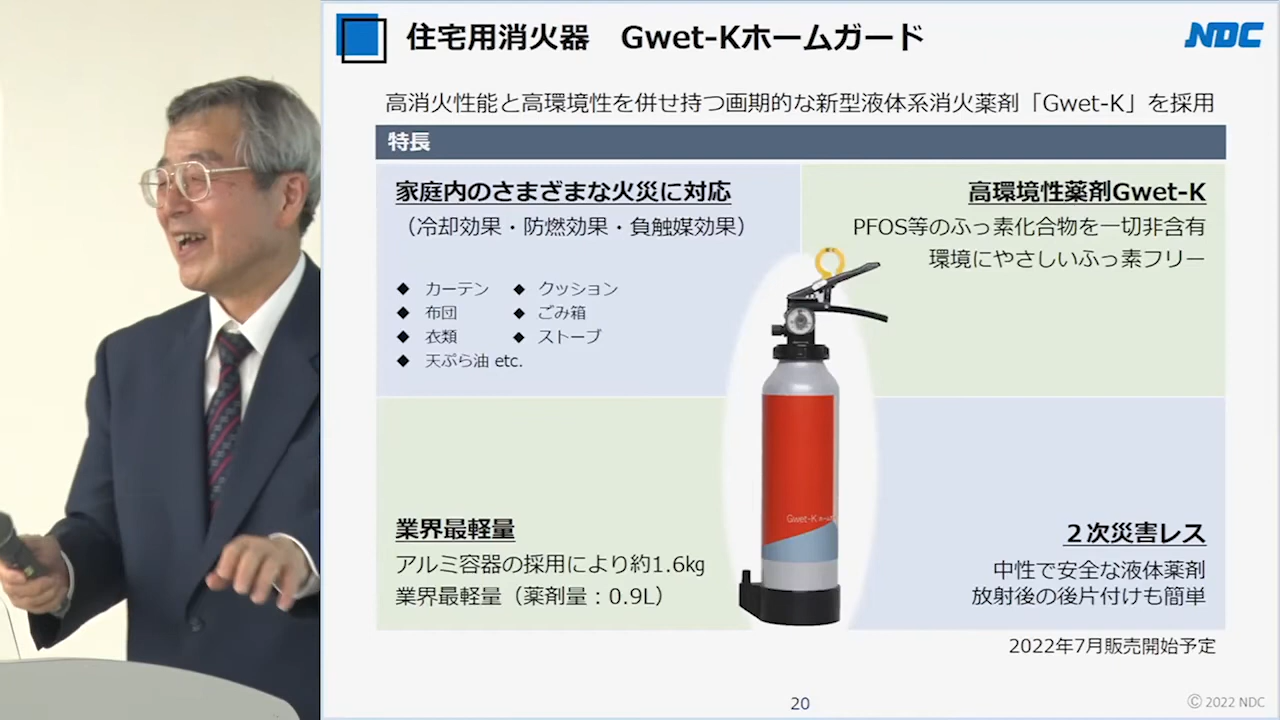 住宅用消火器　Gwet-Kホームガード
NDC
高消火性能と高環境性を併せ持つ画期的な新型液体系消火薬剤「Gwet-K」を採用
特長
家庭内のさまざまな火災に対応
（冷却効果・防燃効果・負触媒効果）
◆ カーテン ◆ クッション
◆ 布団 ◆ ごみ箱
◆ 衣類 ◆ ストーブ
◆ 天ぷら油 etc.
高環境性薬剤Gwet-K
PFOS等のふっ素化合物を一切非含有
環境にやさしいふっ素フリー
Gwet-K ホーム
業界最軽量
アルミ容器の採用により約1.6kg
業界最軽量（薬剤量：0.9L）
２次災害レス
中性で安全な液体薬剤
放射後の後片付けも簡単
2022年7月販売開始予定
20
Ⓒ 2022 NDC